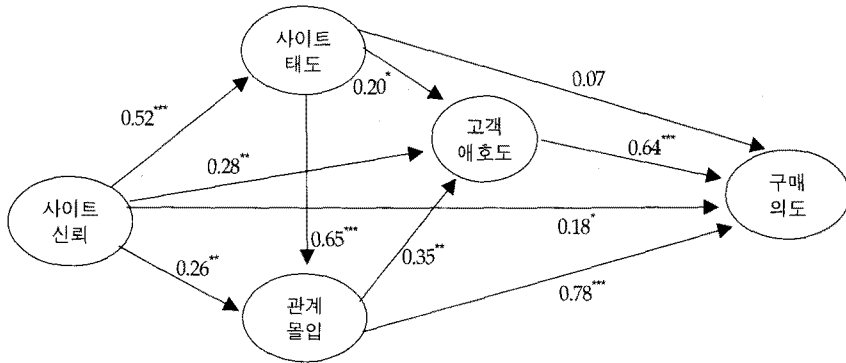 사이트
태도
0.07
0.20*
0.52***
고객
애호도
0.64***
0.28**
구매
의도
사이트
신뢰
0.18*
0.65***
0.35**
0.26**
0.78***
관계
몰입